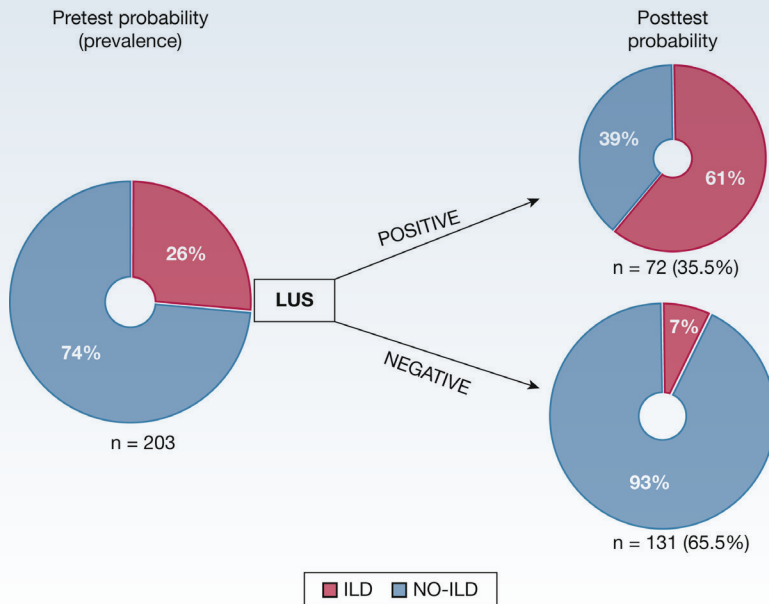 Pretest probability
(prevalence)
Posttest
probability
26%
74%
n = 203
LUS
POSITIVE
NEGATIVE
39%
61%
n = 72 (35.5%)
7%
93%
n = 131 (65.5%)
ILD NO-ILD